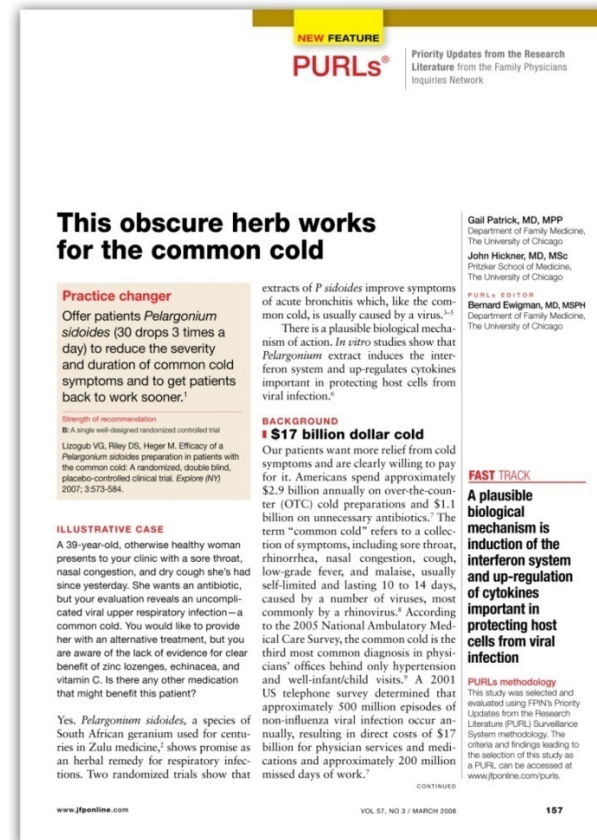 NEW FEATURE
PURLs®
Priority Updates from the Research
Literature from the Family Physicians
Inquiries Network
This obscure herb works
for the common cold
Gail Patrick, MD, MPP
Department of Family Medicine,
The University of Chicago
John Hickner, MD, MSc
Pritzker School of Medicine,
The University of Chicago
PURLs EDITOR
Bernard Ewigman, MD, MSPH
Department of Family Medicine,
The University of Chicago
Practice changer
Offer patients Pelargonium
sidoides (30 drops 3 times a
day) to reduce the severity
and duration of common cold
symptoms and to get patients
back to work sooner.1
Strength of recommendation
B: A single well-designed randomized controlled trial
Lizogub VG, Riley DS, Heger M. Efficacy of a
Pelargonium sidoides preparation in patients with
the common cold: A randomized, double blind,
placebo-controlled clinical trial. Explore (NY)
2007; 3:573-584.
ILLUSTRATIVE CASE
A 39-year-old, otherwise healthy woman
presents to your clinic with a sore throat,
nasal congestion, and dry cough she's had
since yesterday. She wants an antibiotic,
but your evaluation reveals an uncompli-
cated viral upper respiratory infection—a
common cold. You would like to provide
her with an alternative treatment, but you
are aware of the lack of evidence for clear
benefit of zinc lozenges, echinacea, and
vitamin C. Is there any other medication
that might benefit this patient?
Yes. Pelargonium sidoides, a species of
South African geranium used for centu-
ries in Zulu medicine,2 shows promise as
an herbal remedy for respiratory infec-
tions. Two randomized trials show that
extracts of P sidoides improve symptoms
of acute bronchitis which, like the com-
mon cold, is usually caused by a virus.3-5
There is a plausible biological mecha-
nism of action. In vitro studies show that
Pelargonium extract induces the inter-
feron system and up-regulates cytokines
important in protecting host cells from
viral infection.6
BACKGROUND
$17 billion dollar cold
Our patients want more relief from cold
symptoms and are clearly willing to pay
for it. Americans spend approximately
$2.9 billion annually on over-the-coun-
ter (OTC) cold preparations and $1.1
billion on unnecessary antibiotics.7 The
term "common cold" refers to a collec-
tion of symptoms, including sore throat,
rhinorrhea, nasal congestion, cough,
low-grade fever, and malaise, usually
self-limited and lasting 10 to 14 days,
caused by a number of viruses, most
commonly by a rhinovirus.8 According
to the 2005 National Ambulatory Med-
ical Care Survey, the common cold is the
third most common diagnosis in physi-
cians' offices behind only hypertension
and well-infant/child visits.9 A 2001
US telephone survey determined that
approximately 500 million episodes of
non-influenza viral infection occur an-
nually, resulting in direct costs of $17
billion for physician services and medi-
cations and approximately 200 million
missed days of work.7
CONTINUED
FAST TRACK
A plausible
biological
mechanism is
induction of the
interferon system
and up-regulation
of cytokines
important in
protecting host
cells from viral
infection
PURLs methodology
This study was selected and
evaluated using FPIN's Priority
Updates from the Research
Literature (PURL) Surveillance
System methodology. The
criteria and findings leading to
the selection of this study as
a PURL can be accessed at
www.jfponline.com/purls.
www.jfponline.com
VOL 57, NO 3 / MARCH 2008
157